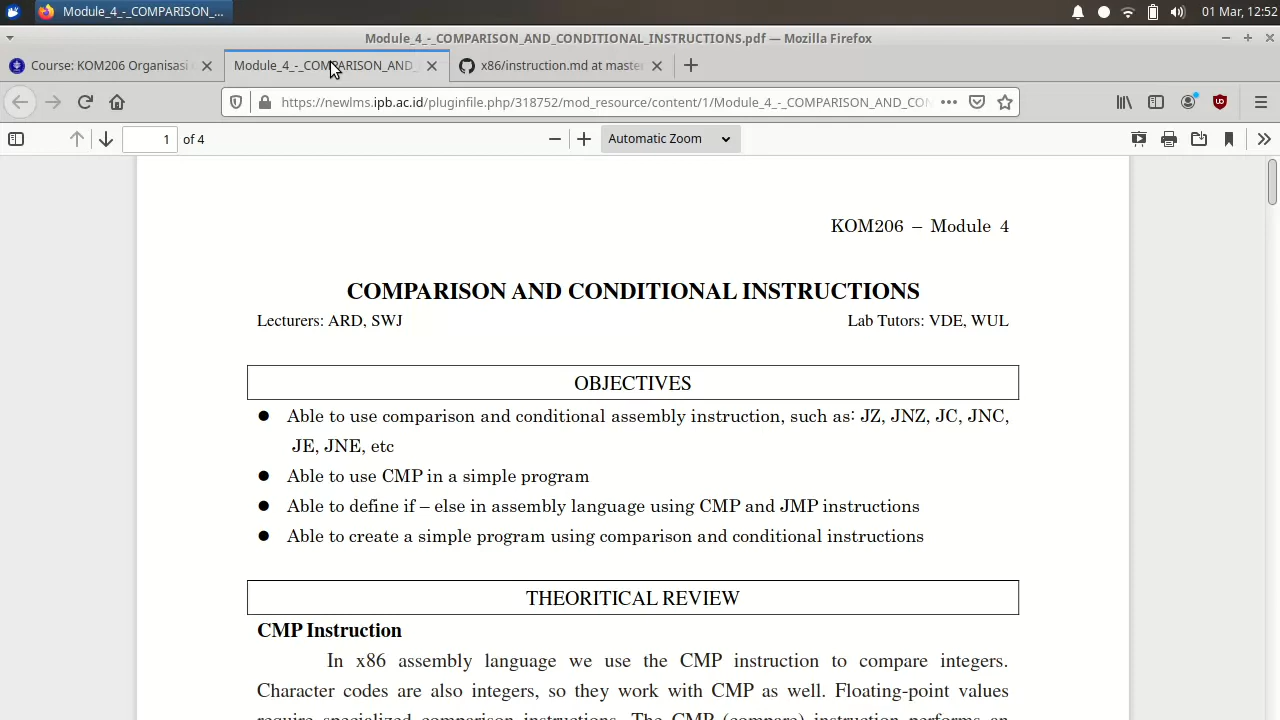 Module_4_-_COMPARISON_...
01 Mar, 12:52
Module_4_-_COMPARISON_AND_CONDITIONAL_INSTRUCTIONS.pdf — Mozilla Firefox
Course: KOM206 Organisasi
Module_4_-_COMPARISON_AND_
x86/instruction.md at maste
https://newlms.ipb.ac.id/pluginfile.php/318752/mod_resource/content/1/Module_4_-_COMPARISON_AND_CON
1 of 4
Automatic Zoom
KOM206 – Module 4
COMPARISON AND CONDITIONAL INSTRUCTIONS
Lecturers: ARD, SWJ
Lab Tutors: VDE, WUL
OBJECTIVES
● Able to use comparison and conditional assembly instruction, such as: JZ, JNZ, JC, JNC,
JE, JNE, etc
● Able to use CMP in a simple program
● Able to define if – else in assembly language using CMP and JMP instructions
● Able to create a simple program using comparison and conditional instructions
THEORITICAL REVIEW
CMP Instruction
In x86 assembly language we use the CMP instruction to compare integers.
Character codes are also integers, so they work with CMP as well. Floating-point values
require specialized comparison instructions. The CMP (compare) instruction performs an